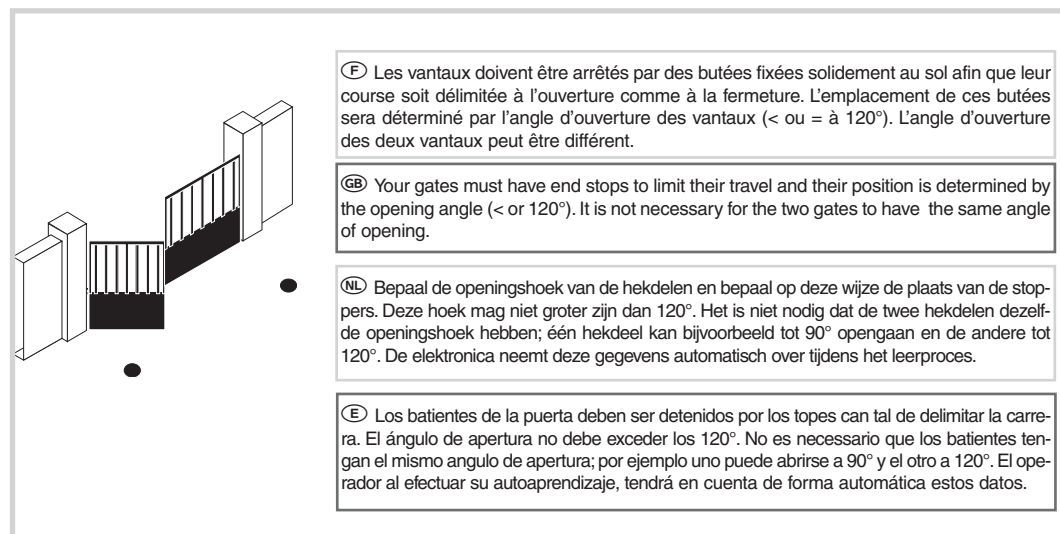 F Les vantaux doivent être arrêtés par des butées fixées solidement au sol afin que leur
course soit délimitée à l'ouverture comme à la fermeture. L'emplacement de ces butées
sera déterminé par l'angle d'ouverture des vantaux (< ou = à 120°). L'angle d'ouverture
des deux vantaux peut être différent.
GB Your gates must have end stops to limit their travel and their position is determined by
the opening angle (< or 120°). It is not necessary for the two gates to have the same angle
of opening.
NL Bepaal de openingshoek van de hekdelen en bepaal op deze wijze de plaats van de stop-
pers. Deze hoek mag niet groter zijn dan 120°. Het is niet nodig dat de twee hekdelen dezelf-
de openingshoek hebben; één hekdeel kan bijvoorbeeld tot 90° opengaan en de andere tot
120°. De elektronica neemt deze gegevens automatisch over tijdens het leerproces.
E Los batientes de la puerta deben ser detenidos por los topes can tal de delimitar la carre-
ra. El ángulo de apertura no debe exceder los 120°. No es necessario que los batientes ten-
gan el mismo angulo de apertura; por ejemplo uno puede abrirse a 90° y el otro a 120°. El ope-
rador al efectuar su autoaprendizaje, tendrá en cuenta de forma automática estos datos.